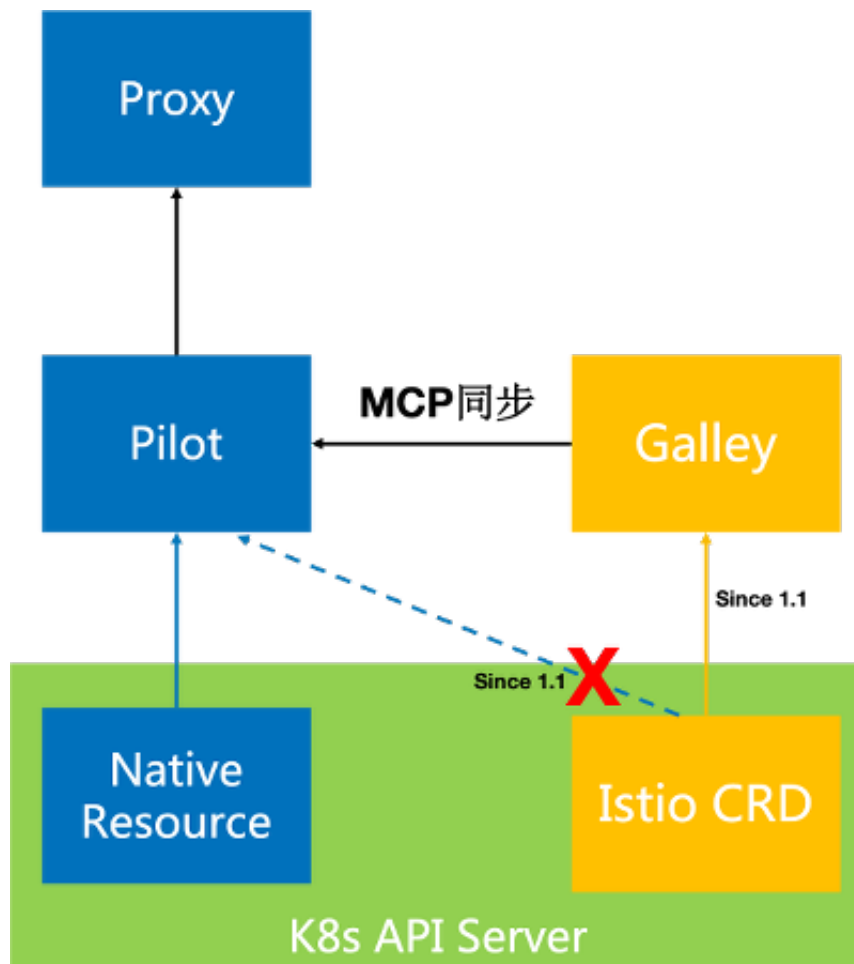 Proxy
MCP同步
Pilot
Galley
Since 1.1
Since 1.1
Native
Resource
Istio CRD
K8s API Server